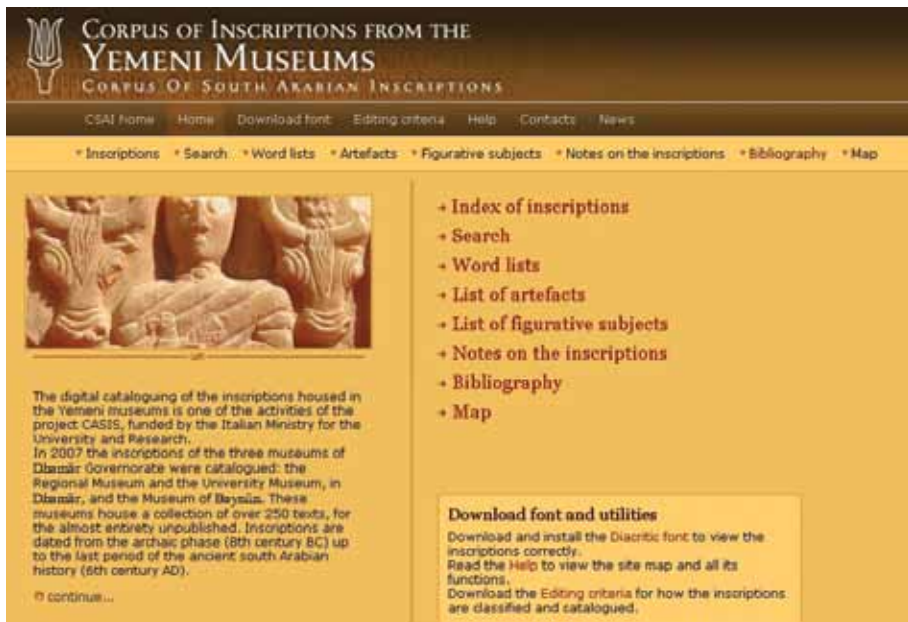 CORPUS OF INSCRIPTIONS FROM THE
YEMENI MUSEUMS
CORPUS OF SOUTH ARABIAN INSCRIPTIONS
CSAI home Home Download font Editing criteria Help Contacts News
Inscriptions Search Word lists Artefacts Figurative subjects Notes on the inscriptions Bibliography Map
The digital cataloguing of the inscriptions housed in
the Yemeni museums is one of the activities of the
project CASIS, funded by the Italian Ministry for the
University and Research.
In 2007 the inscriptions of the three museums of
Dhamār Governorate were catalogued: the
Regional Museum and the University Museum, in
Dhamār, and the Museum of Baynūn. These
museums house a collection of over 250 texts, for
the almost entirety unpublished. Inscriptions are
dated from the archaic phase (8th century BC) up
to the last period of the ancient south Arabian
history (6th century AD).
continue...
Index of inscriptions
Search
Word lists
List of artefacts
List of figurative subjects
Notes on the inscriptions
Bibliography
Map
Download font and utilities
Download and install the Diacritic font to view the
inscriptions correctly.
Read the Help to view the site map and all its
functions.
Download the Editing criteria for how the inscriptions
are classified and catalogued.